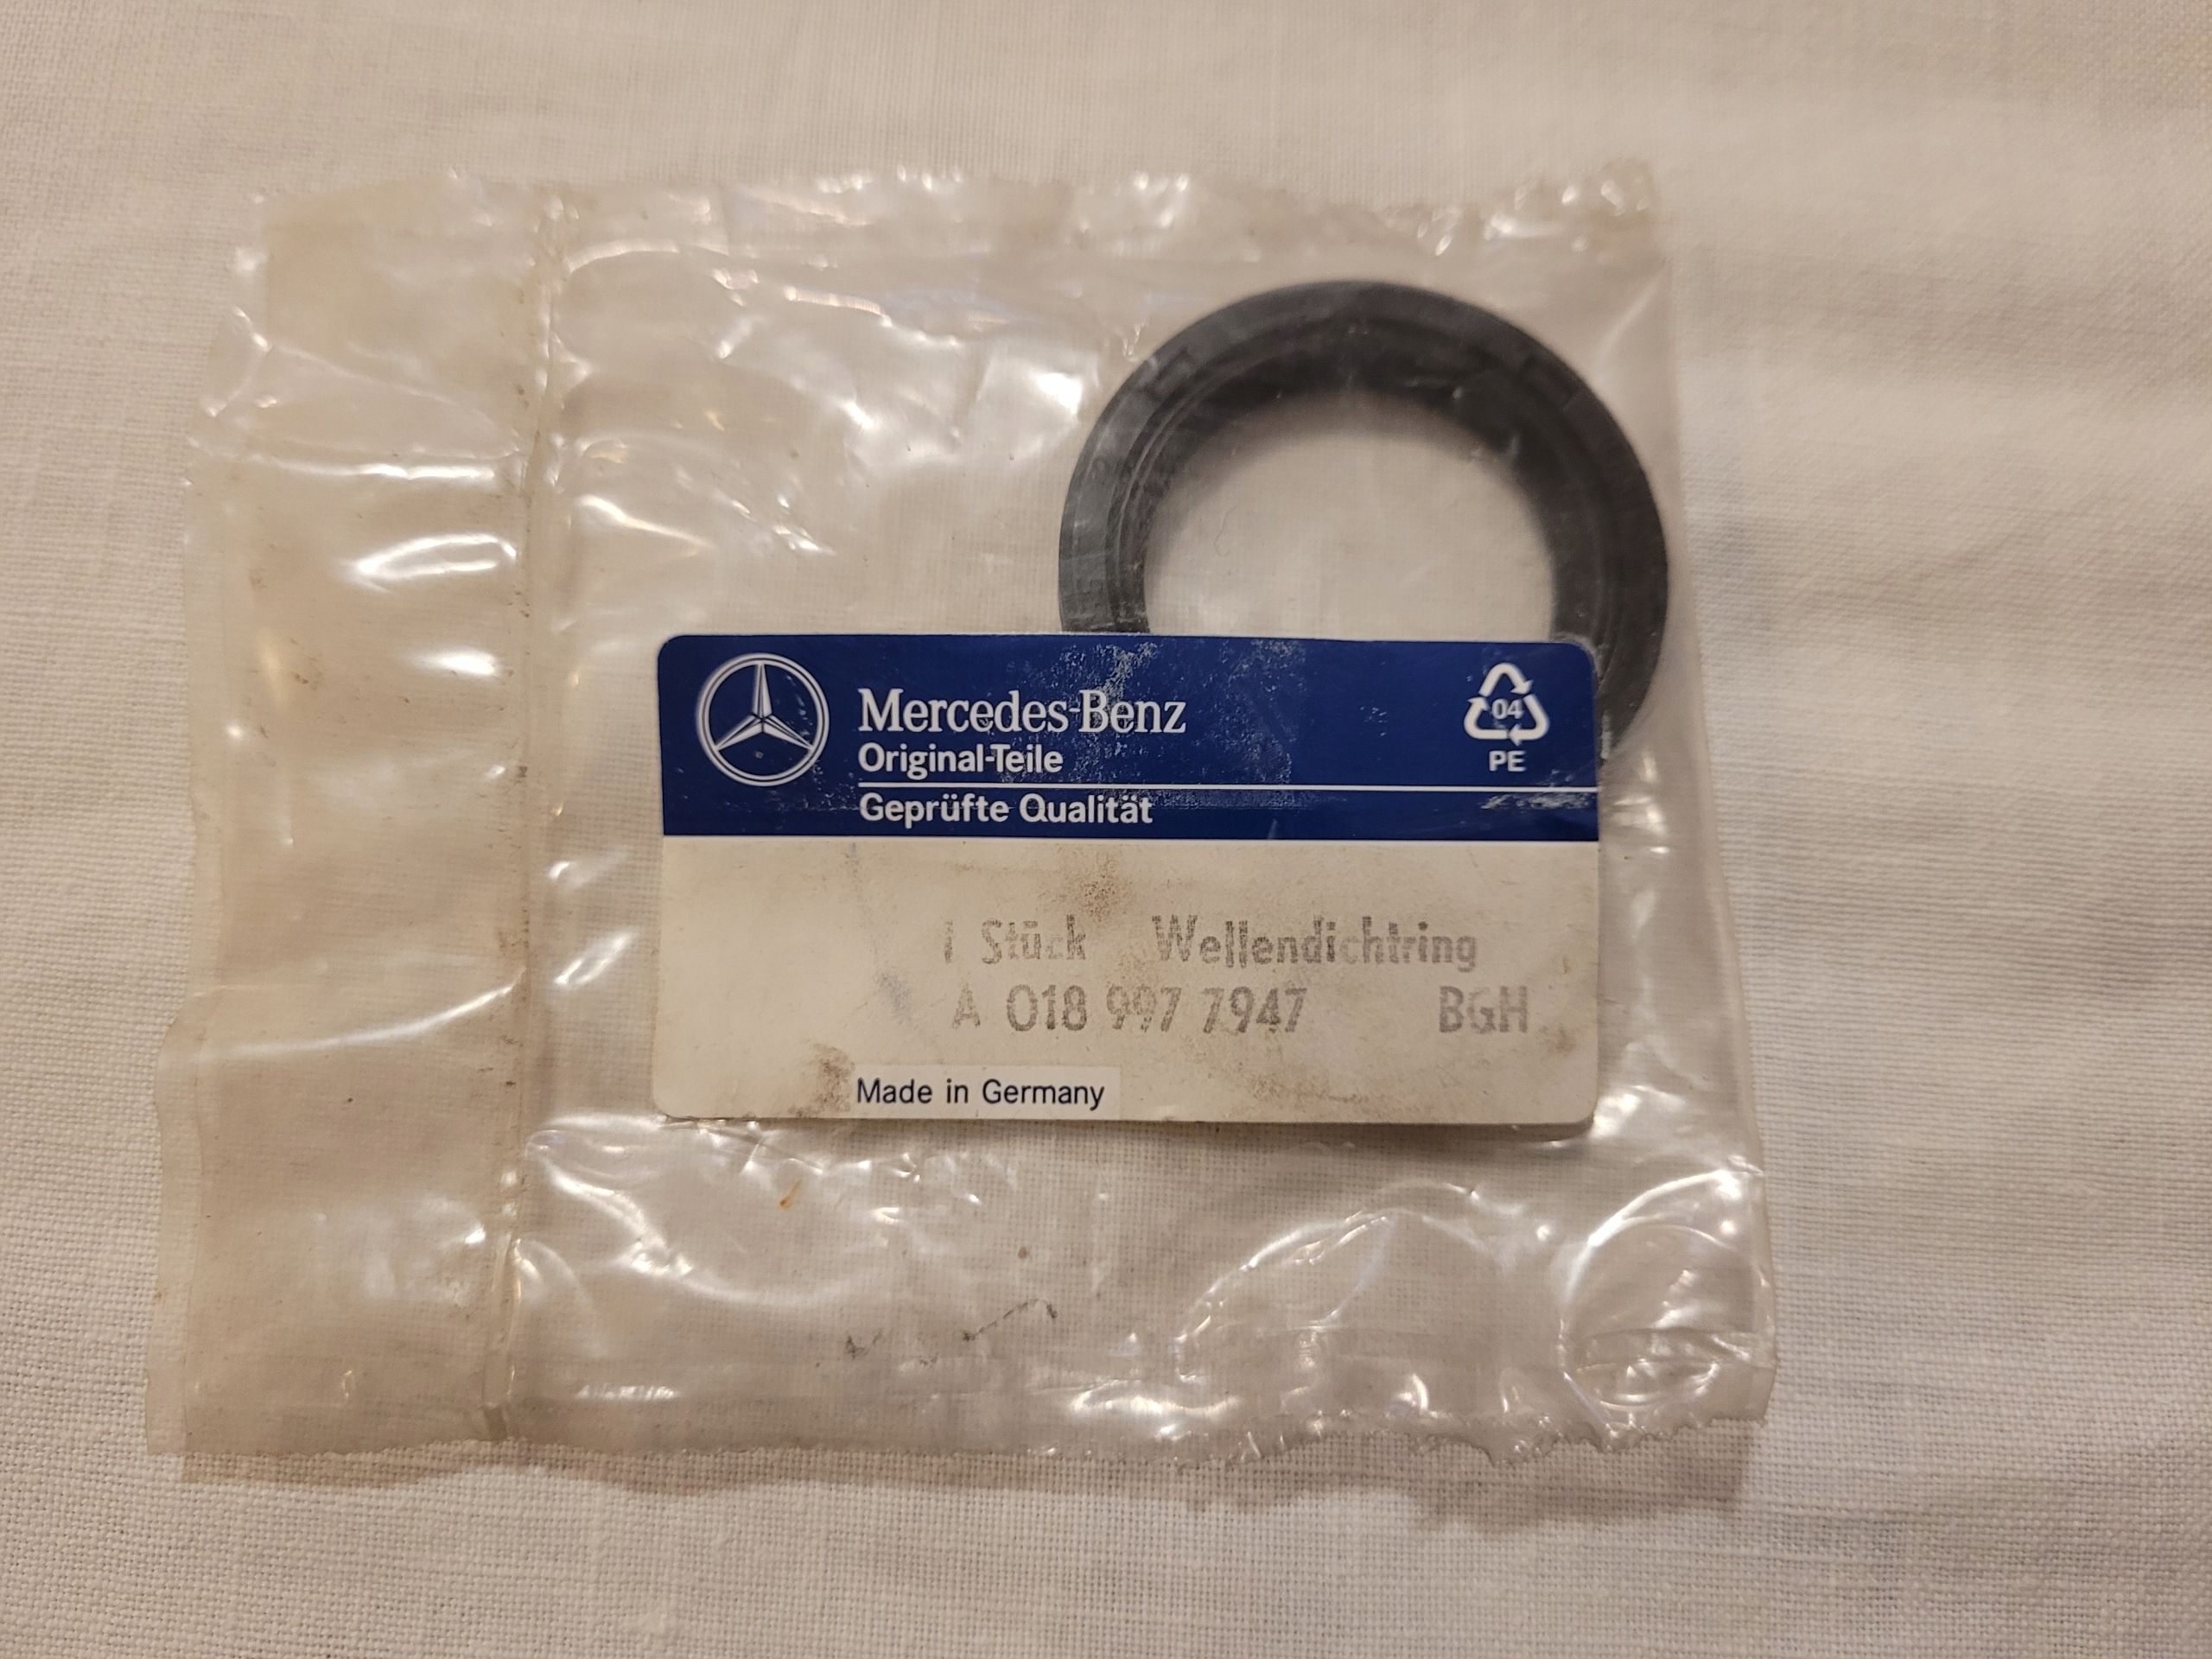 Mercedes-Benz
Original-Teile
Geprüfte Qualität
04
PE
1 Stück Wellendichtring
A 018 997 7947 BGH
Made in Germany